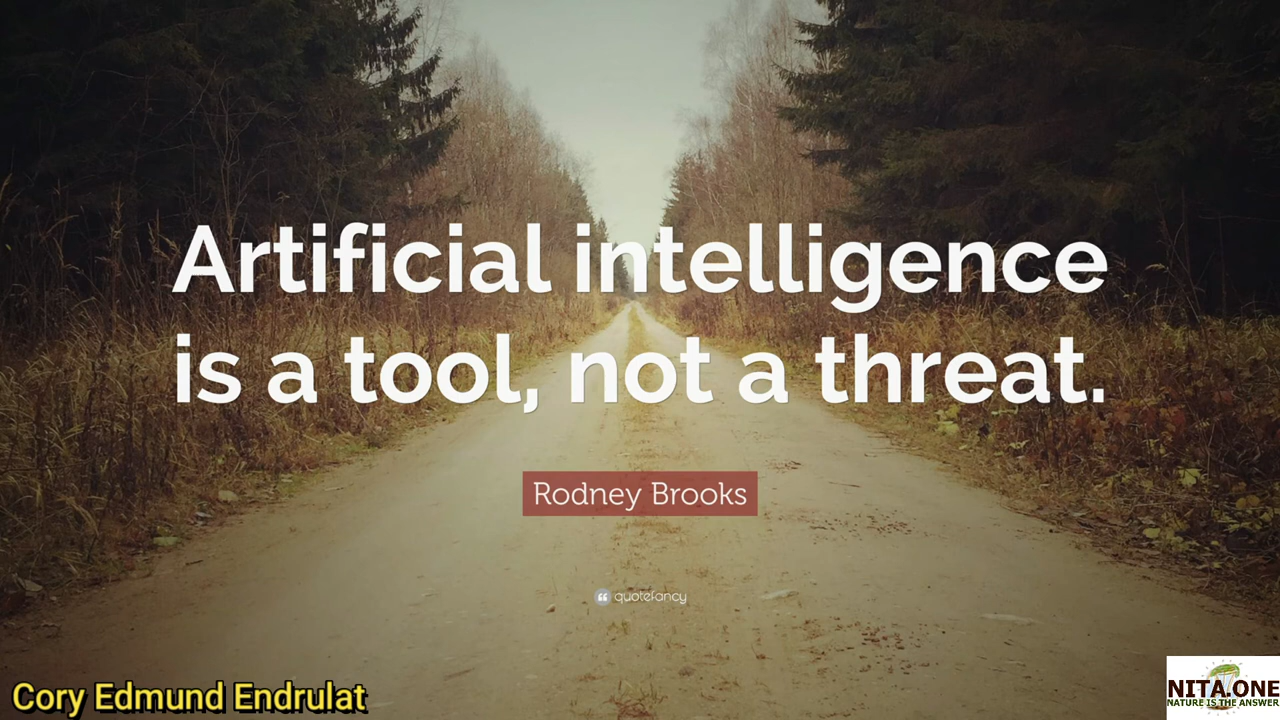 Artificial intelligence
is a tool, not a threat.
Rodney Brooks
quotefancy
Cory Edmund Endrulat
NITA.ONE
NATURE IS THE ANSWER